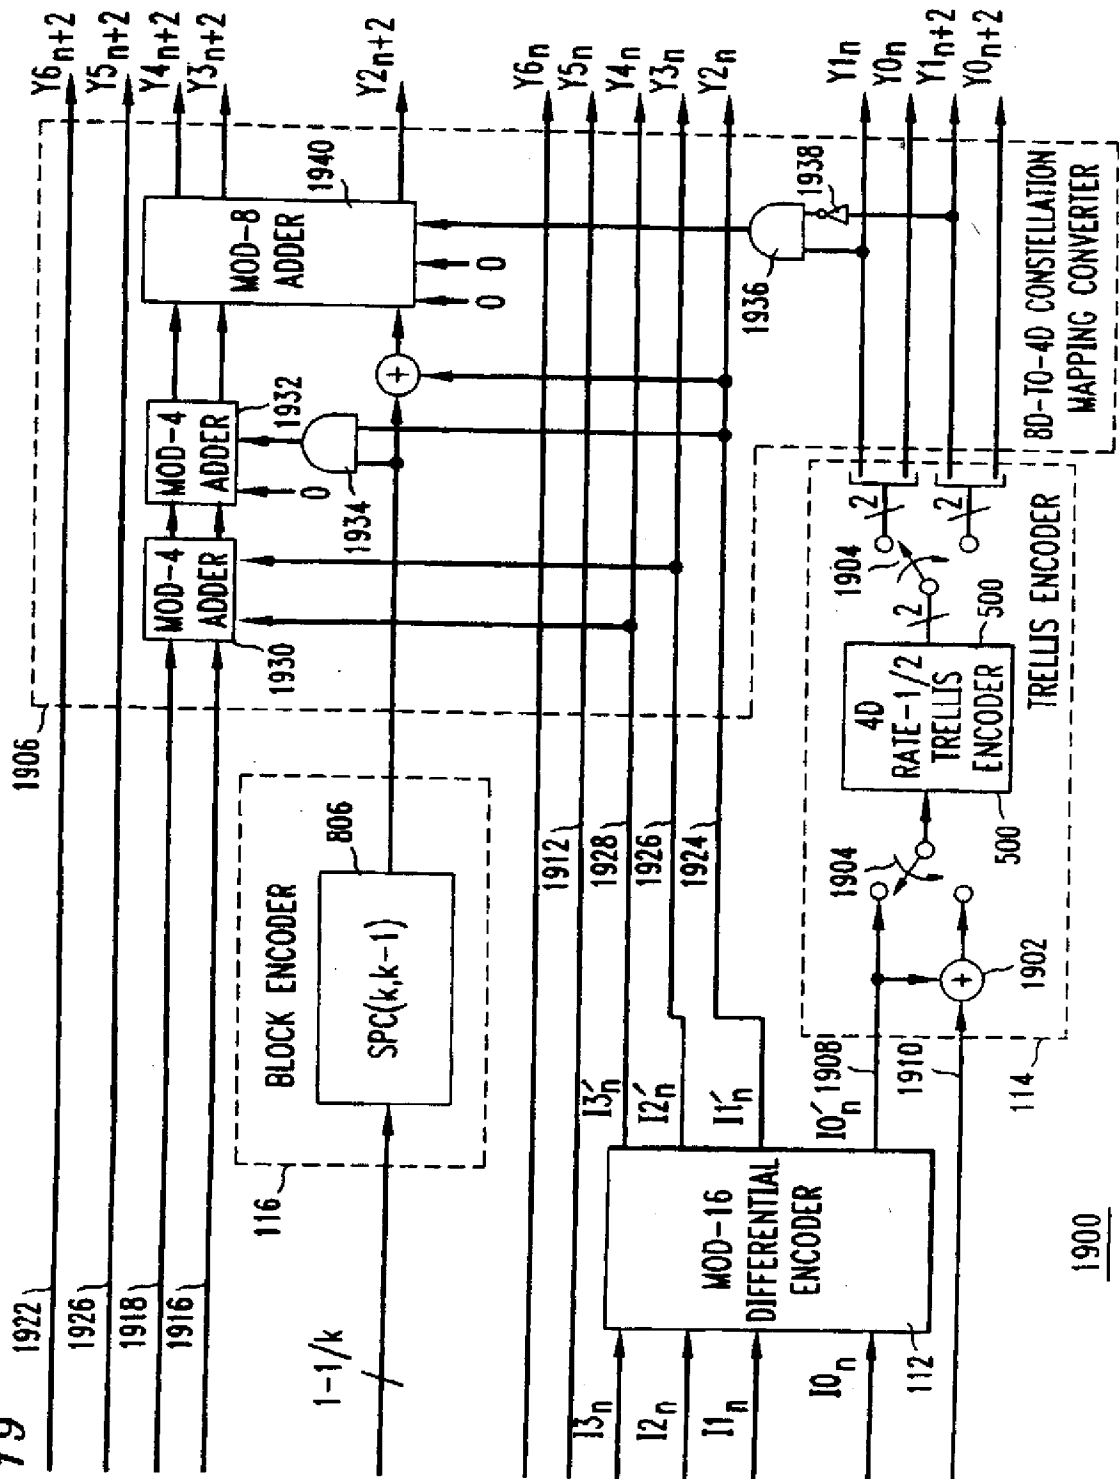 19
1922
1926
1918
1916
1-1/k
I3n
I2n
I1n
I0n
112
MOD-16
DIFFERENTIAL
ENCODER
1900
116
BLOCK ENCODER
SPC(k,k-1)
806
I3'n
I2'n
I1'n
I0'n
1908
1910
114
1912
1928
1926
1924
1902
1904
500
4D
RATE-1/2
TRELLIS
ENCODER
500
2
1904
2
2
TRELLIS ENCODER
1906
MOD-4
ADDER
1930
MOD-4
ADDER
1932
0
1934
+
+
MOD-8
ADDER
1940
0
0
1936
1938
8D-TO-4D CONSTELLATION
MAPPING CONVERTER
Y6n+2
Y5n+2
Y4n+2
Y3n+2
Y2n+2
Y6n
Y5n
Y4n
Y3n
Y2n
Y1n
Y0n
Y1n+2
Y0n+2